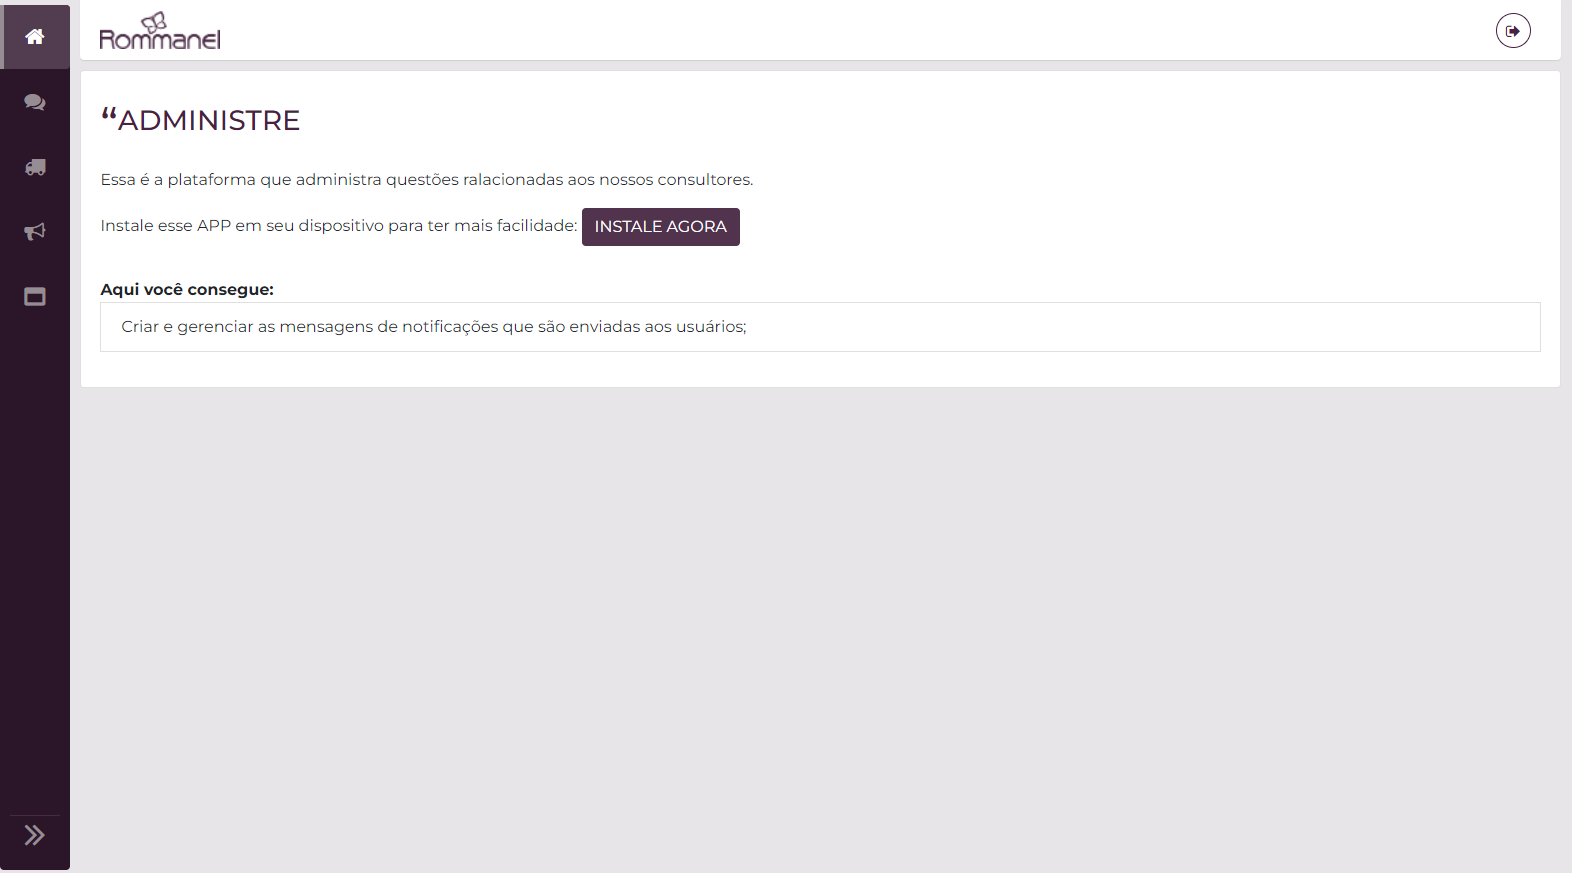 Rommanel
“ADMINISTRE
Essa é a plataforma que administra questões ralacionadas aos nossos consultores.
Instale esse APP em seu dispositivo para ter mais facilidade: INSTALE AGORA
Aqui você consegue:
Criar e gerenciar as mensagens de notificações que são enviadas aos usuários;